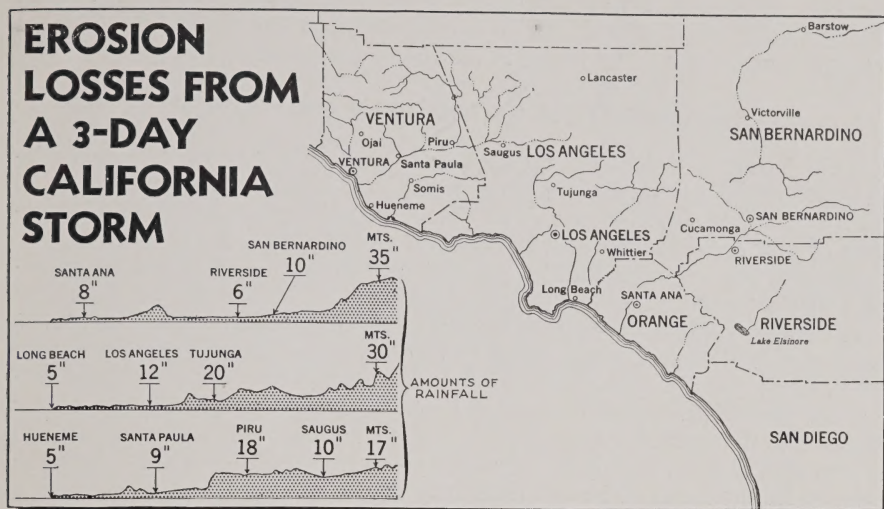 EROSION
LOSSES FROM
A 3-DAY
CALIFORNIA
STORM
SANTA ANA
8"
RIVERSIDE
6"
SAN BERNARDINO
10"
MTS.
35"
LONG BEACH
5"
LOS ANGELES
12"
TUJUNGA
20"
MTS.
30"
HUENEME
5"
SANTA PAULA
9"
PIRU
18"
SAUGUS
10"
MTS.
17"
AMOUNTS OF
RAINFALL
Barstow
Lancaster
Victorville
SAN BERNARDINO
VENTURA
Ojai
Piru
Saugus
LOS ANGELES
VENTURA
Santa Paula
Somis
Hueneme
Tujunga
LOS ANGELES
Whittier
Long Beach
Cucamonga
SAN BERNARDINO
RIVERSIDE
SANTA ANA
ORANGE
RIVERSIDE
Lake Elsinore
SAN DIEGO